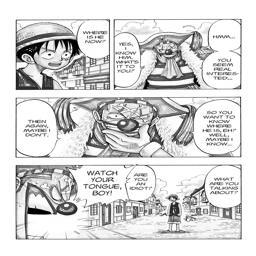 HMM...
YOU
SEEM
REAL
INTERES-
TED...
YES,
I
KNOW
HIM.
WHAT'S
IT TO
YOU?
WHERE
IS HE
NOW?
SO YOU
WANT TO
KNOW
WHERE
HE IS, EH?
WELL,
MAYBE I
KNOW...
THEN
AGAIN,
MAYBE I
DON'T.
WHAT ARE
YOU TALKING
ABOUT?
ARE
YOU AN
IDIOT?
WATCH
YOUR
TONGUE,
BOY!